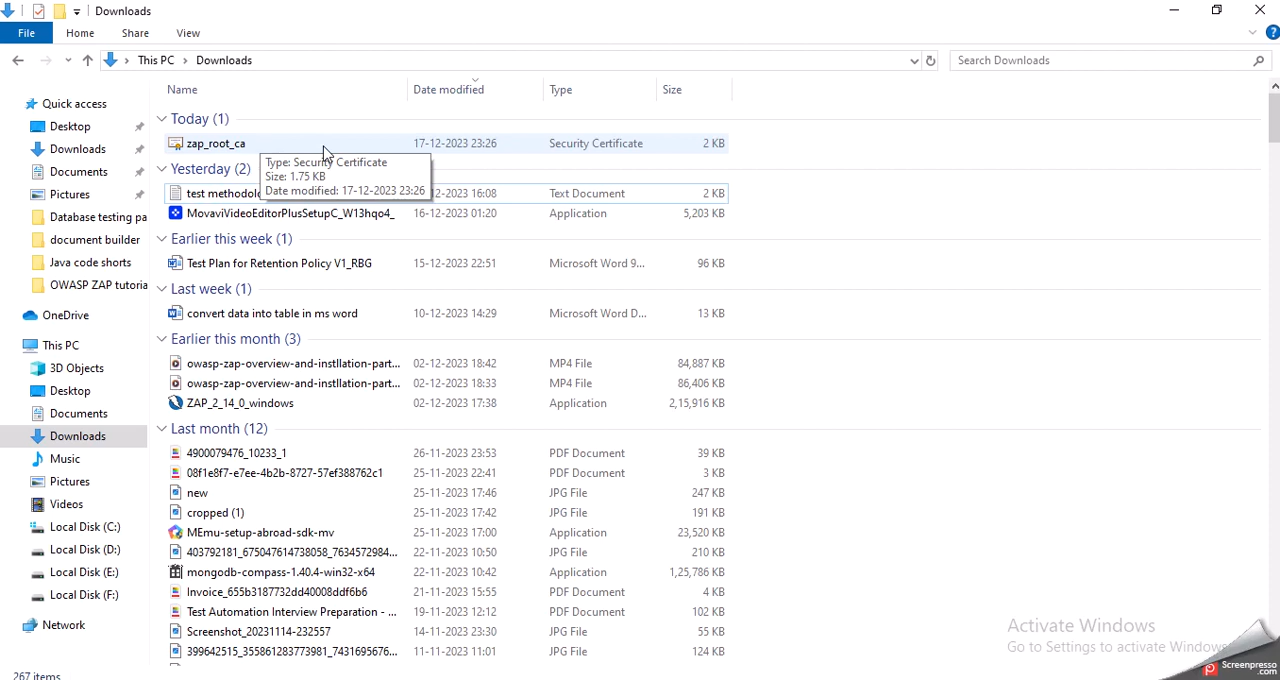 Downloads
File Home Share View
This PC > Downloads
Search Downloads
Name Date modified Type Size
Quick access
Desktop
Downloads
Documents
Pictures
Database testing pa
document builder
Java code shorts
OWASP ZAP tutoria
OneDrive
This PC
3D Objects
Desktop
Documents
Downloads
Music
Pictures
Videos
Local Disk (C:)
Local Disk (D:)
Local Disk (E:)
Local Disk (F:)
Network
Today (1)
zap_root_ca 17-12-2023 23:26 Security Certificate 2 KB
Type: Security Certificate
Size: 1.75 KB
Date modified: 17-12-2023 23:26
Yesterday (2)
test methodolo 12-2023 16:08 Text Document 2 KB
MovaviVideoEditorPlusSetupC_W13hqo4_ 16-12-2023 01:20 Application 5,203 KB
Earlier this week (1)
Test Plan for Retention Policy V1_RBG 15-12-2023 22:51 Microsoft Word 9... 96 KB
Last week (1)
convert data into table in ms word 10-12-2023 14:29 Microsoft Word D... 13 KB
Earlier this month (3)
owasp-zap-overview-and-instllation-part... 02-12-2023 18:42 MP4 File 84,887 KB
owasp-zap-overview-and-instllation-part... 02-12-2023 18:33 MP4 File 86,406 KB
ZAP_2_14_0_windows 02-12-2023 17:38 Application 2,15,916 KB
Last month (12)
4900079476_10233_1 26-11-2023 23:53 PDF Document 39 KB
08f1e8f7-e7ee-4b2b-8727-57ef388762c1 25-11-2023 22:41 PDF Document 3 KB
new 25-11-2023 17:46 JPG File 247 KB
cropped (1) 25-11-2023 17:42 JPG File 191 KB
MEmu-setup-abroad-sdk-mv 25-11-2023 17:00 Application 23,520 KB
403792181_675047614738058_7634572984... 22-11-2023 10:50 JPG File 210 KB
mongodb-compass-1.40.4-win32-x64 22-11-2023 10:42 Application 1,25,786 KB
Invoice_655b3187732dd40008ddf6b6 21-11-2023 15:55 PDF Document 4 KB
Test Automation Interview Preparation - ... 19-11-2023 12:12 PDF Document 102 KB
Screenshot_20231114-232557 14-11-2023 23:30 JPG File 55 KB
399642515_355861283773981_7431695676... 11-11-2023 11:01 JPG File 124 KB
Activate Windows
Go to Settings to activate Windows
267 items
Screenpresso
.com